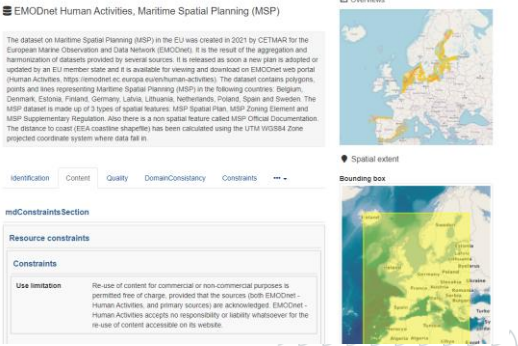 EMODnet Human Activities, Maritime Spatial Planning (MSP)
The dataset on Maritime Spatial Planning (MSP) in the EU was created in 2021 by CETMAR for the
European Marine Observation and Data Network (EMODnet). It is the result of the aggregation and
harmonization of datasets provided by several sources. It is released as soon a new plan is adopted or
updated by an EU member state and it is available for viewing and download on EMODnet web portal
(Human Activities, https://emodnet.ec.europa.eu/en/human-activities). The dataset contains polygons,
points and lines representing Maritime Spatial Planning (MSP) in the following countries: Belgium,
Denmark, Estonia, Finland, Germany, Latvia, Lithuania, Netherlands, Poland, Spain and Sweden. The
MSP dataset is made up of 3 types of spatial features: MSP Spatial Plan, MSP Zoning Element and
MSP Supplementary Regulation. Also there is a non spatial feature called MSP Official Documentation.
The distance to coast (EEA coastline shapefile) has been calculated using the UTM WGS84 Zone
projected coordinate system where data fall in.
Identification Content Quality DomainConsistancy Constraints
mdConstraintsSection
Resource constraints
Constraints
Use limitation Re-use of content for commercial or non-commercial purposes is
permitted free of charge, provided that the sources (both EMODnet -
Human Activities, and primary sources) are acknowledged. EMODnet -
Human Activities accepts no responsibility or liability whatsoever for the
re-use of content accessible on its website.
Overviews
Spatial extent
Bounding box
Sweden
Estonia
Latvia
Poland
Germany
Ukraine
France
Spain
Serbia
Algeria Algeria
Libya